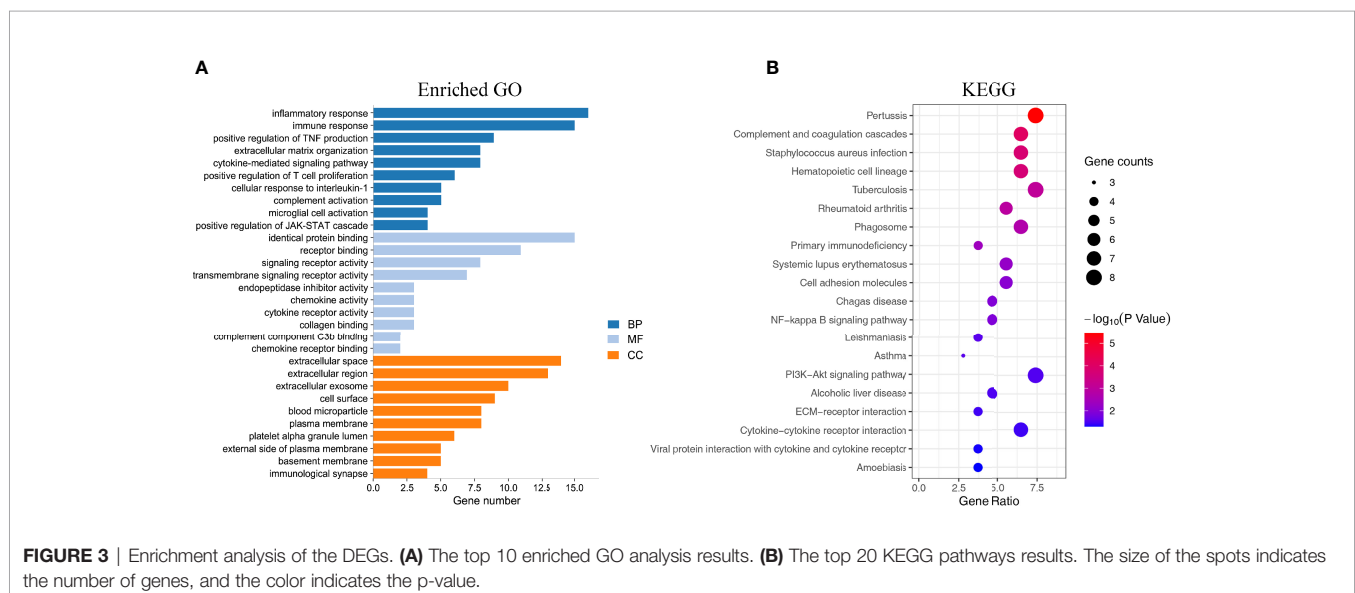 A
Enriched GO
inflammatory response
immune response
positive regulation of TNF production
extracellular matrix organization
cytokine-mediated signaling pathway
positive regulation of T cell proliferation
cellular response to interleukin-1
complement activation
microglial cell activation
positive regulation of JAK-STAT cascade
identical protein binding
receptor binding
signaling receptor activity
transmembrane signaling receptor activity
endopeptidase inhibitor activity
chemokine activity
cytokine receptor activity
collagen binding
complement component C3b binding
chemokine receptor binding
extracellular space
extracellular region
extracellular exosome
cell surface
blood microparticle
plasma membrane
platelet alpha granule lumen
external side of plasma membrane
basement membrane
immunological synapse
0.0 2.5 5.0 7.5 10.0 12.5 15.0
Gene number
BP
MF
CC
B
KEGG
Pertussis
Complement and coagulation cascades
Staphylococcus aureus infection
Hematopoietic cell lineage
Tuberculosis
Rheumatoid arthritis
Phagosome
Primary immunodeficiency
Systemic lupus erythematosus
Cell adhesion molecules
Chagas disease
NF-kappa B signaling pathway
Leishmaniasis
Asthma
PI3K-Akt signaling pathway
Alcoholic liver disease
ECM-receptor interaction
Cytokine-cytokine receptor interaction
Viral protein interaction with cytokine and cytokine receptor
Amoebiasis
0.0 2.5 5.0 7.5
Gene Ratio
Gene counts
3
4
5
6
7
8
−log₁₀(P Value)
5
4
3
2
FIGURE 3 | Enrichment analysis of the DEGs. (A) The top 10 enriched GO analysis results. (B) The top 20 KEGG pathways results. The size of the spots indicates
the number of genes, and the color indicates the p-value.